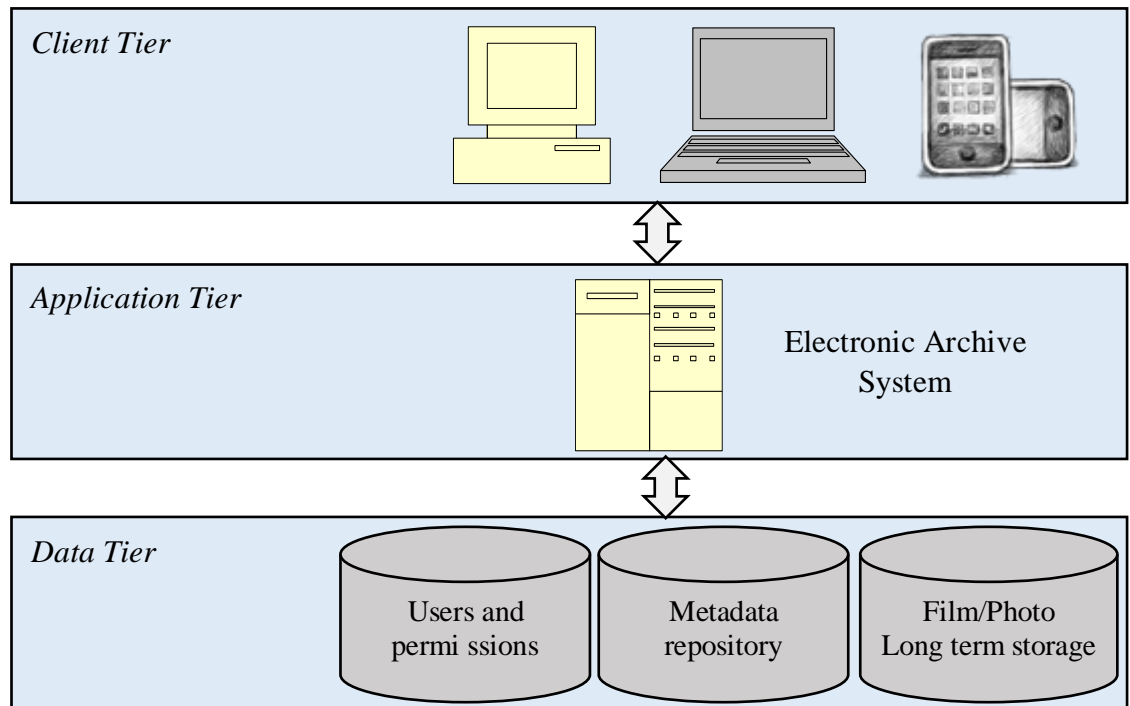 Client Tier
Application Tier
Electronic Archive
System
Data Tier
Users and
permi ssions
Metadata
repository
Film/Photo
Long term storage